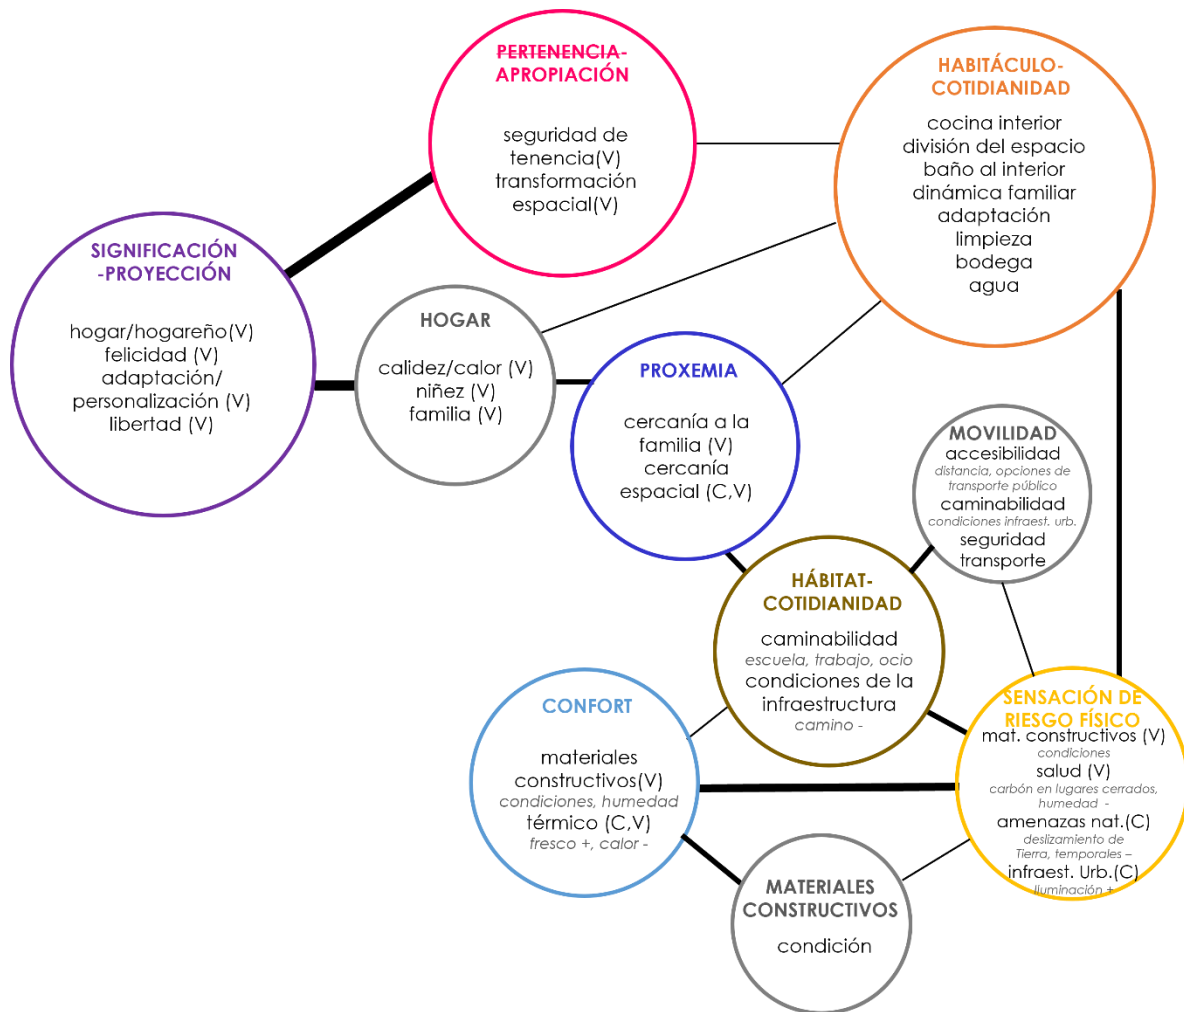 PERTENENCIA-
APROPIACIÓN
seguridad de
tenencia(V)
transformación
espacial(V)
HABITÁCULO-
COTIDIANIDAD
cocina interior
división del espacio
baño al interior
dinámica familiar
adaptación
limpieza
bodega
agua
SIGNIFICACIÓN
-PROYECCIÓN
hogar/hogareño(V)
felicidad (V)
adaptación/
personalización (V)
libertad (V)
HOGAR
calidez/calor (V)
niñez (V)
familia (V)
PROXEMIA
cercanía a la
familia (V)
cercanía
espacial (C,V)
MOVILIDAD
accesibilidad
distancia, opciones de
transporte público
caminabilidad
condiciones infraest. urb.
seguridad
transporte
HÁBITAT-
COTIDIANIDAD
caminabilidad
escuela, trabajo, ocio
condiciones de la
infraestructura
camino -
CONFORT
materiales
constructivos(V)
condiciones, humedad
térmico (C,V)
fresco +, calor -
SENSACIÓN DE
RIESGO FÍSICO
mat. constructivos (V)
condiciones
salud (V)
carbón en lugares cerrados,
humedad -
amenazas nat.(C)
deslizamiento de
Tierra, temporales –
infraest. Urb.(C)
Iluminación +
MATERIALES
CONSTRUCTIVOS
condición